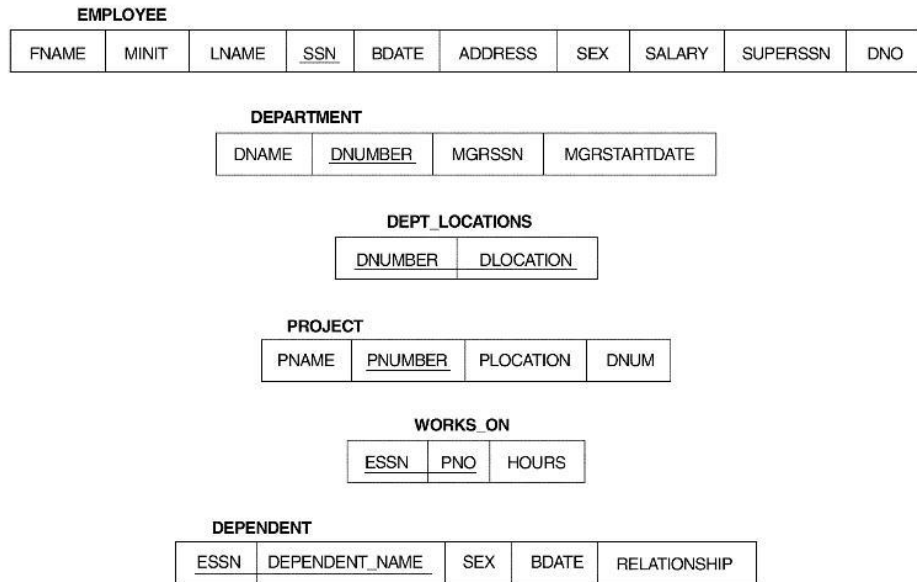 EMPLOYEE
FNAME MINIT LNAME SSN BDATE ADDRESS SEX SALARY SUPERSSN DNO
DEPARTMENT
DNAME DNUMBER MGRSSN MGRSTARTDATE
DEPT_LOCATIONS
DNUMBER DLOCATION
PROJECT
PNAME PNUMBER PLOCATION DNUM
WORKS_ON
ESSN PNO HOURS
DEPENDENT
ESSN DEPENDENT_NAME SEX BDATE RELATIONSHIP